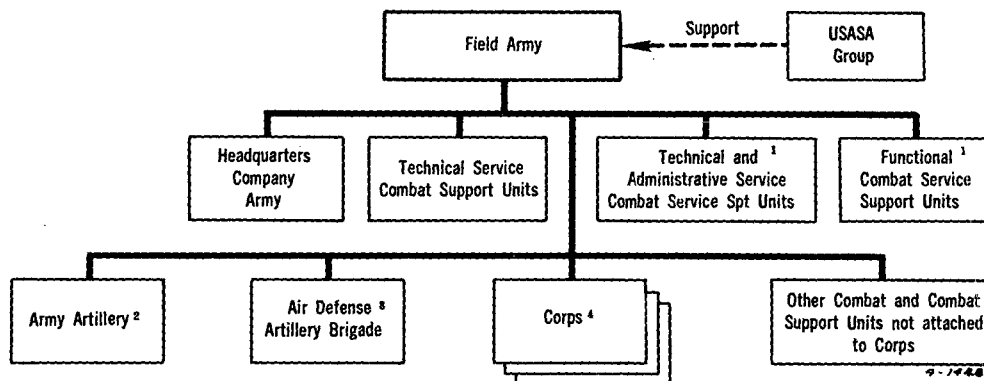 Field Army
Support
USASA
Group
Headquarters
Company
Army
Technical Service
Combat Support Units
Technical and 1
Administrative Service
Combat Service Spt Units
Functional 1
Combat Service
Support Units
Army Artillery 2
Air Defense 3
Artillery Brigade
Corps 4
Other Combat and Combat
Support Units not attached
to Corps